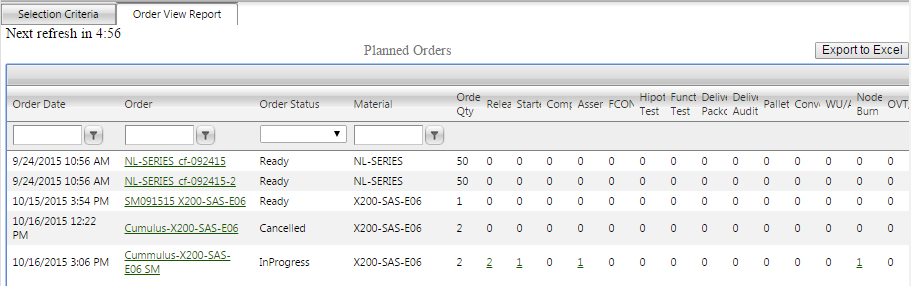 Selection Criteria Order View Report
Next refresh in 4:56
Planned Orders Export to Excel
Order Date Order Order Status Material Orde Qty Relea Starte Comp Asser FCON Hipot Test Funct Test Delive Packo Delive Audit Pallet Conv WU/A Node Burn OVT,
9/24/2015 10:56 AM NL-SERIES cf-092415 Ready NL-SERIES 50 0 0 0 0 0 0 0 0 0 0 0 0 0 0
9/24/2015 10:56 AM NL-SERIES cf-092415-2 Ready NL-SERIES 50 0 0 0 0 0 0 0 0 0 0 0 0 0 0
10/15/2015 3:54 PM SM091515 X200-SAS-E06 Ready X200-SAS-E06 1 0 0 0 0 0 0 0 0 0 0 0 0 0 0
10/16/2015 12:22 PM Cumulus-X200-SAS-E06 Cancelled X200-SAS-E06 2 0 0 0 0 0 0 0 0 0 0 0 0 0 0
10/16/2015 3:06 PM Cummulus-X200-SAS-E06 SM InProgress X200-SAS-E06 2 2 1 0 1 0 0 0 0 0 0 0 0 1 0